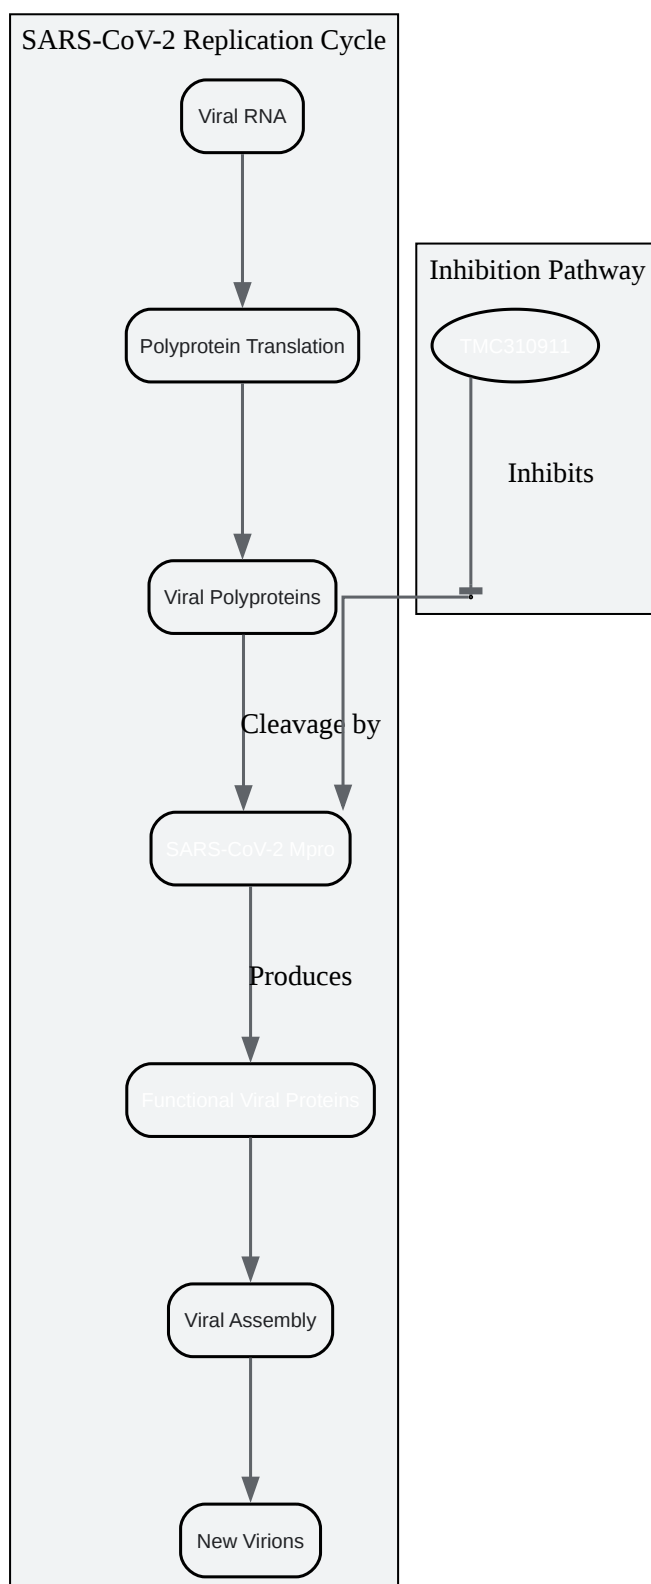 SARS-CoV-2 Replication Cycle
Viral RNA
Inhibition Pathway
Polyprotein Translation
TMC310911
Inhibits
Viral Polyproteins
Cleavage by
SARS-CoV-2 Mpro
Produces
Functional Viral Proteins
Viral Assembly
New Virions